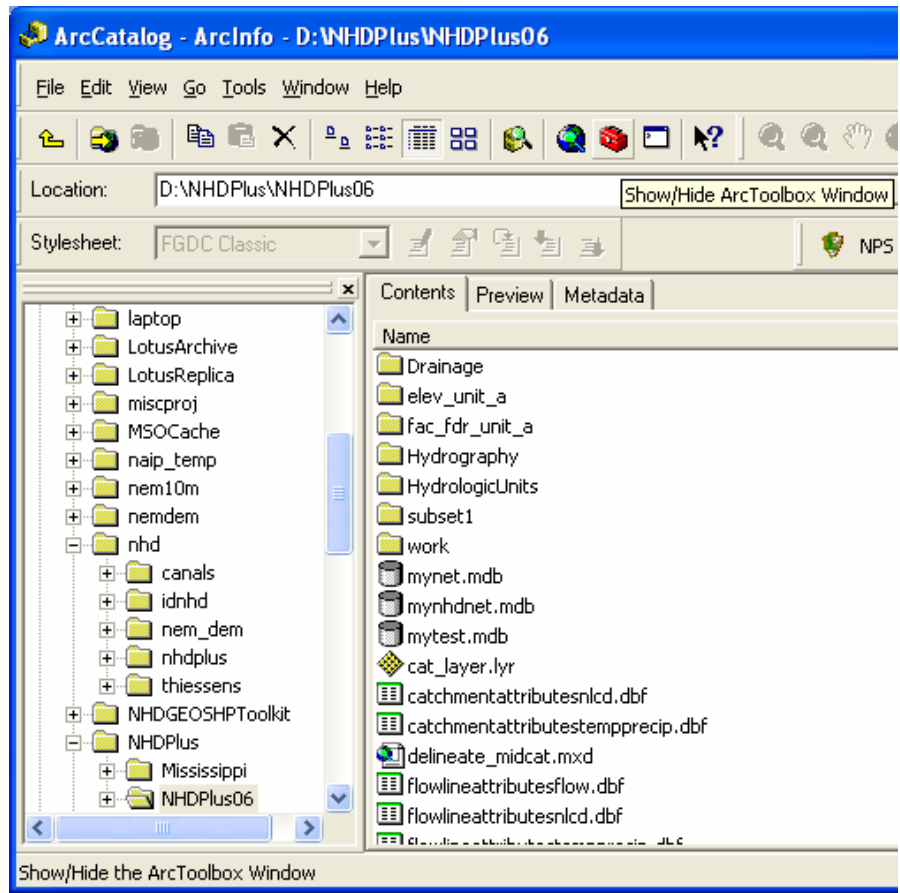 ArcCatalog - ArcInfo - D:\NHDPlus\NHDPlus06
File Edit View Go Tools Window Help
Location: D:\NHDPlus\NHDPlus06
Show/Hide ArcToolbox Window
Stylesheet: FGDC Classic NPS
Contents Preview Metadata
Name
laptop
LotusArchive
LotusReplica
miscproj
MSOCache
naip_temp
nem10m
nemdem
nhd
canals
idnhd
nem_dem
nhdplus
thiessens
NHDGEOSHPToolkit
NHDPlus
Mississippi
NHDPlus06
Drainage
elev_unit_a
fac_fdr_unit_a
Hydrography
HydrologicUnits
subset1
work
mynet.mdb
mynhdnet.mdb
mytest.mdb
cat_layer.lyr
catchmentattributesnlcd.dbf
catchmentattributestempprecip.dbf
delineate_midcat.mxd
flowlineattributesflow.dbf
flowlineattributesnlcd.dbf
Show/Hide the ArcToolbox Window